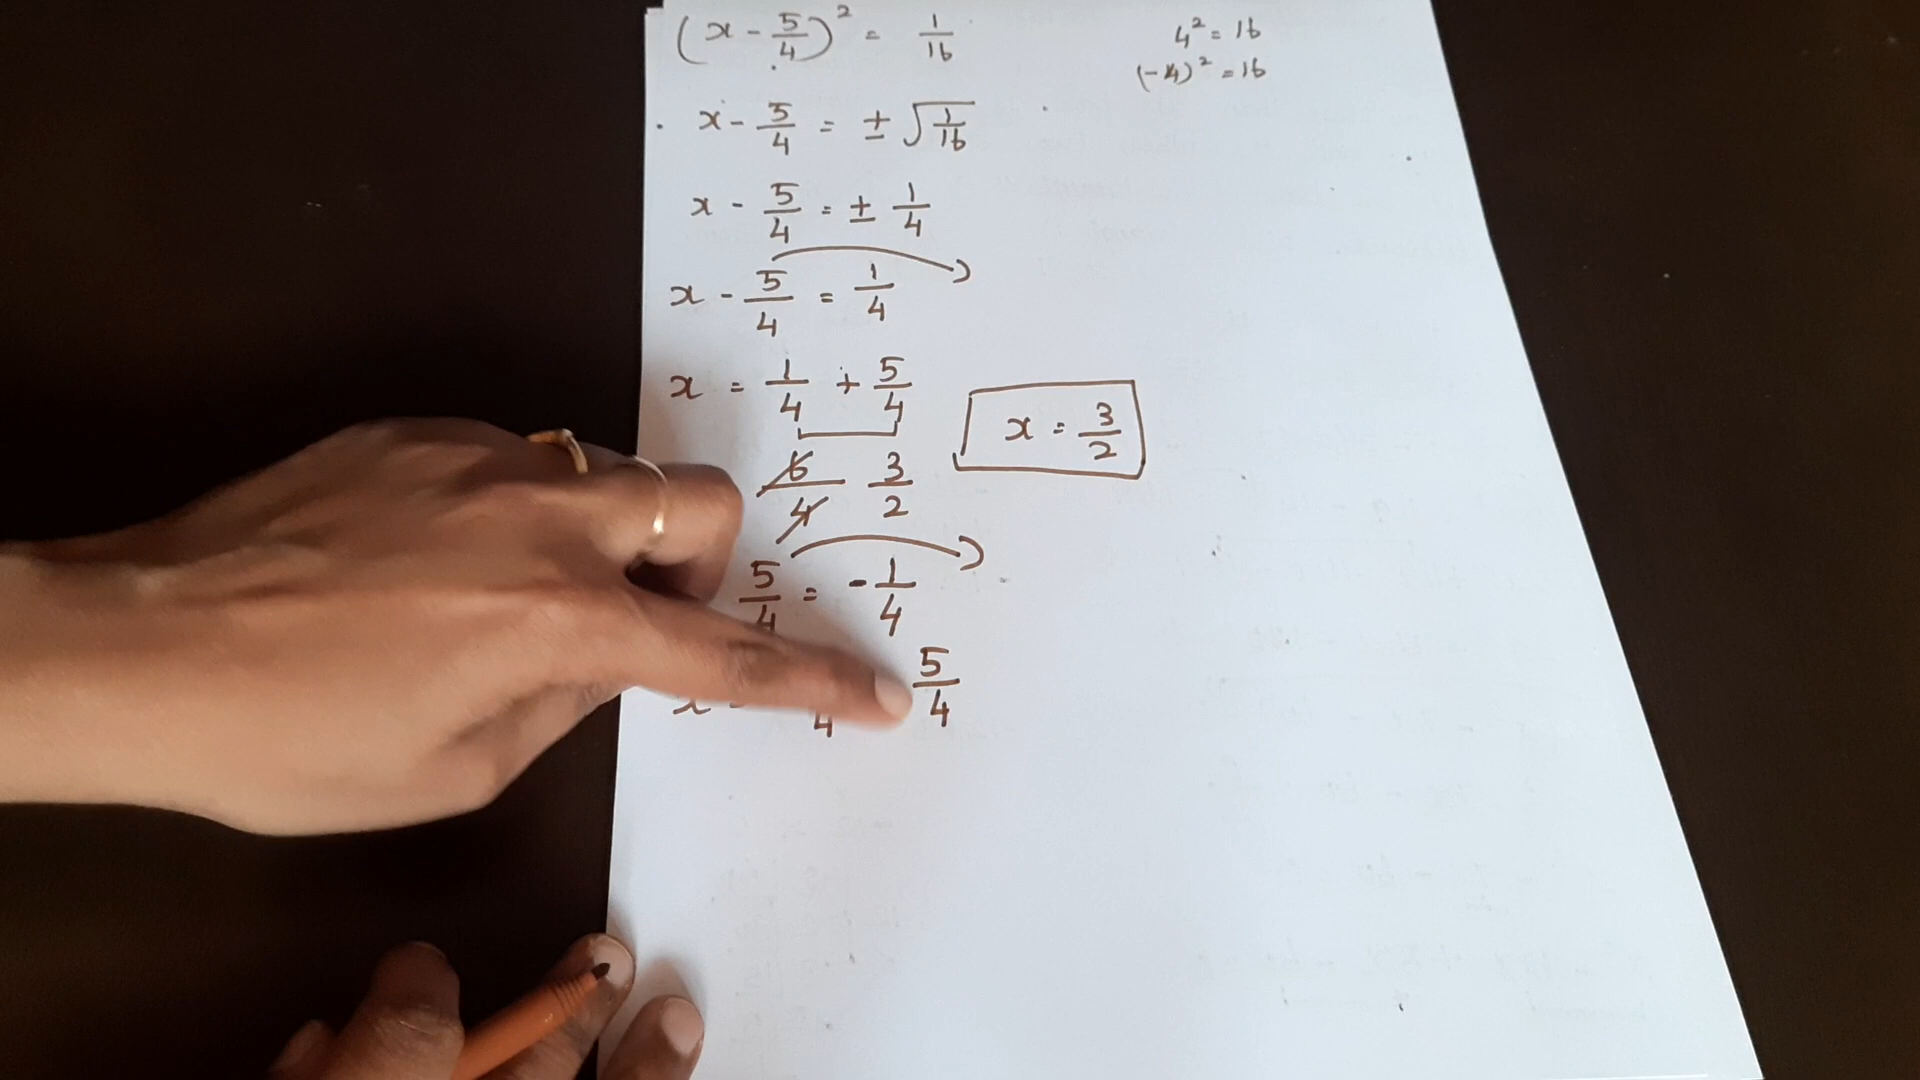 (x - 5/4)² = 1/16
4² = 16
(-4)² = 16
x - 5/4 = ± √(1/16)
x - 5/4 = ± 1/4
x - 5/4 = 1/4
x = 1/4 + 5/4
x = 3/2
6/4 3/2
5/4 = - 1/4
x = 4 5/4